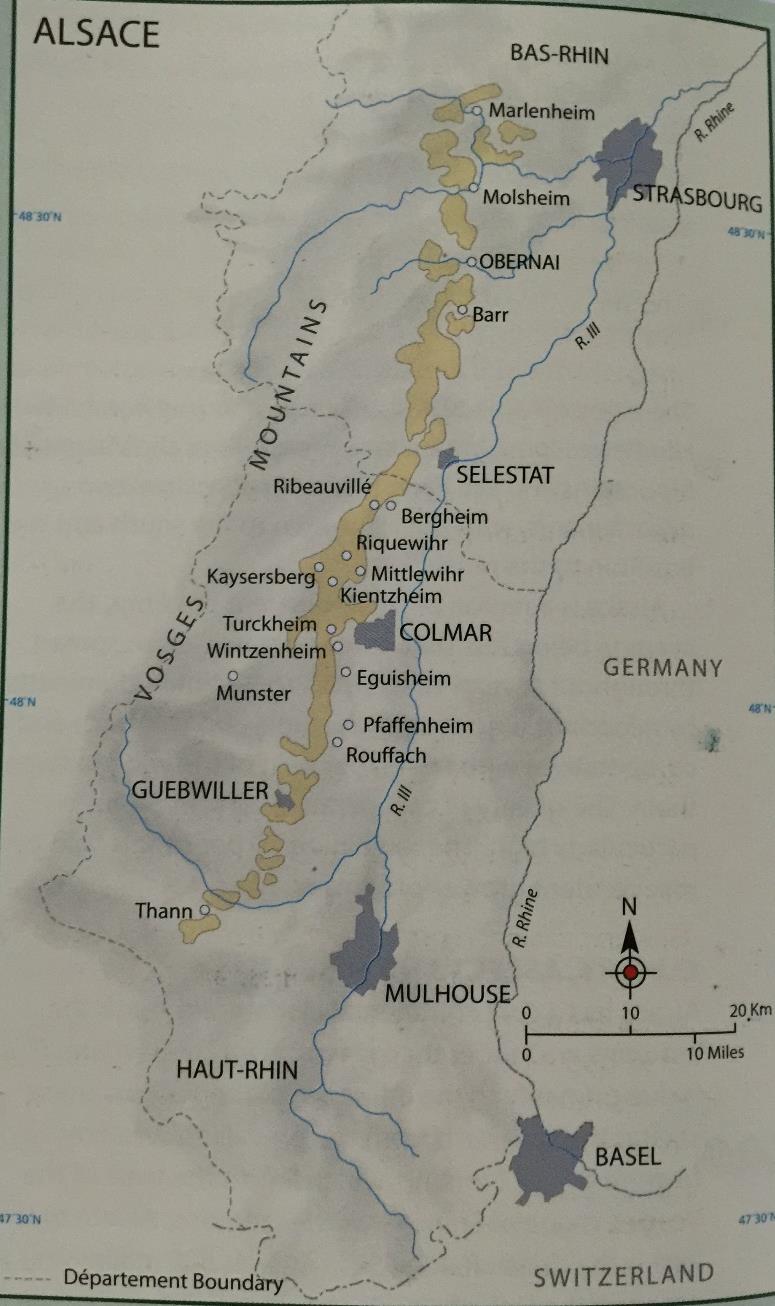 ALSACE
BAS-RHIN
Marlenheim
R. Rhine
STRASBOURG
Molsheim
48°30'N
48°30'N
OBERNAI
Barr
R. Ill
VOSGES MOUNTAINS
SELESTAT
Ribeauvillé
Bergheim
Riquewihr
Kaysersberg
Mittlewihr
Kientzheim
Turckheim
COLMAR
Wintzenheim
Eguisheim
GERMANY
Munster
48°N
48°N
Pfaffenheim
Rouffach
GUEBWILLER
R. Ill
Thann
R. Rhine
N
MULHOUSE
0 10 20 Km
0 10 Miles
HAUT-RHIN
BASEL
47°30'N
47°30'N
SWITZERLAND
Département Boundary